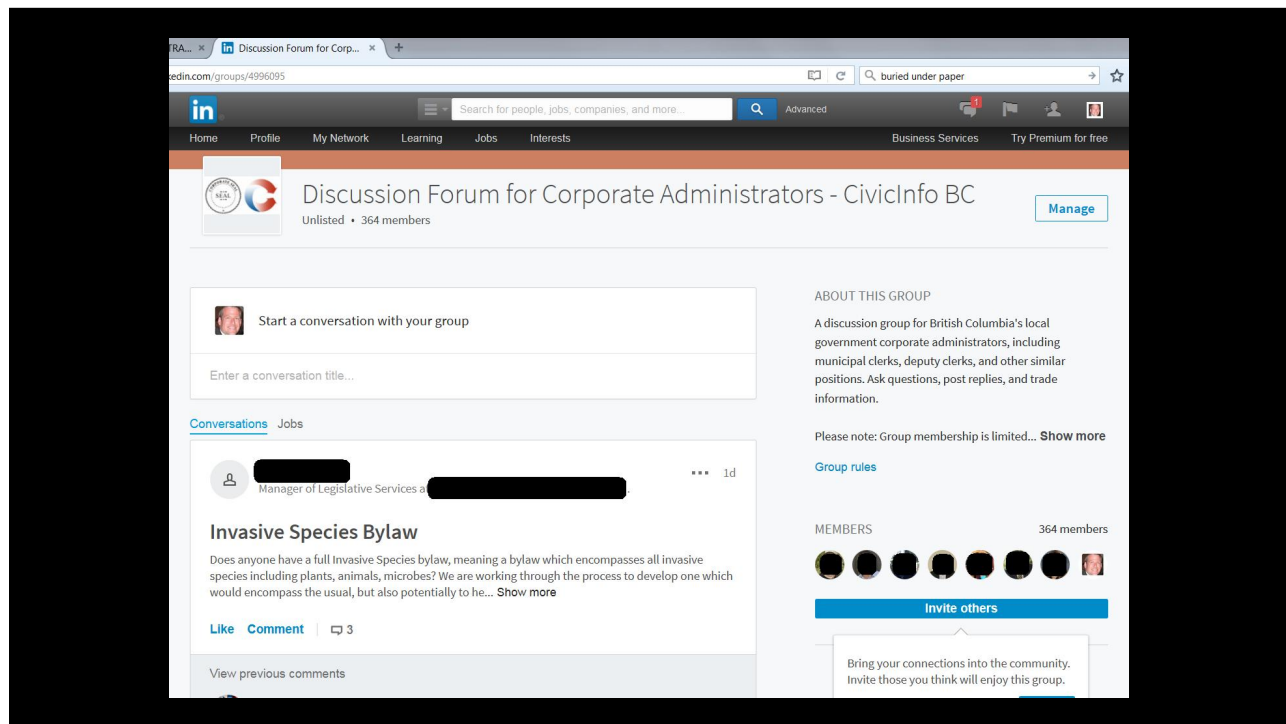 TRA... × Discussion Forum for Corp... × +
kedin.com/groups/4996095 buried under paper
in Search for people, jobs, companies, and more... Advanced 1
Home Profile My Network Learning Jobs Interests Business Services Try Premium for free
SEAL
Discussion Forum for Corporate Administrators - CivicInfo BC
Unlisted • 364 members
Manage
Start a conversation with your group
Enter a conversation title...
Conversations Jobs
Manager of Legislative Services a
... 1d
Invasive Species Bylaw
Does anyone have a full Invasive Species bylaw, meaning a bylaw which encompasses all invasive
species including plants, animals, microbes? We are working through the process to develop one which
would encompass the usual, but also potentially to he... Show more
Like Comment 3
View previous comments
ABOUT THIS GROUP
A discussion group for British Columbia's local
government corporate administrators, including
municipal clerks, deputy clerks, and other similar
positions. Ask questions, post replies, and trade
information.
Please note: Group membership is limited... Show more
Group rules
MEMBERS 364 members
Invite others
Bring your connections into the community.
Invite those you think will enjoy this group.